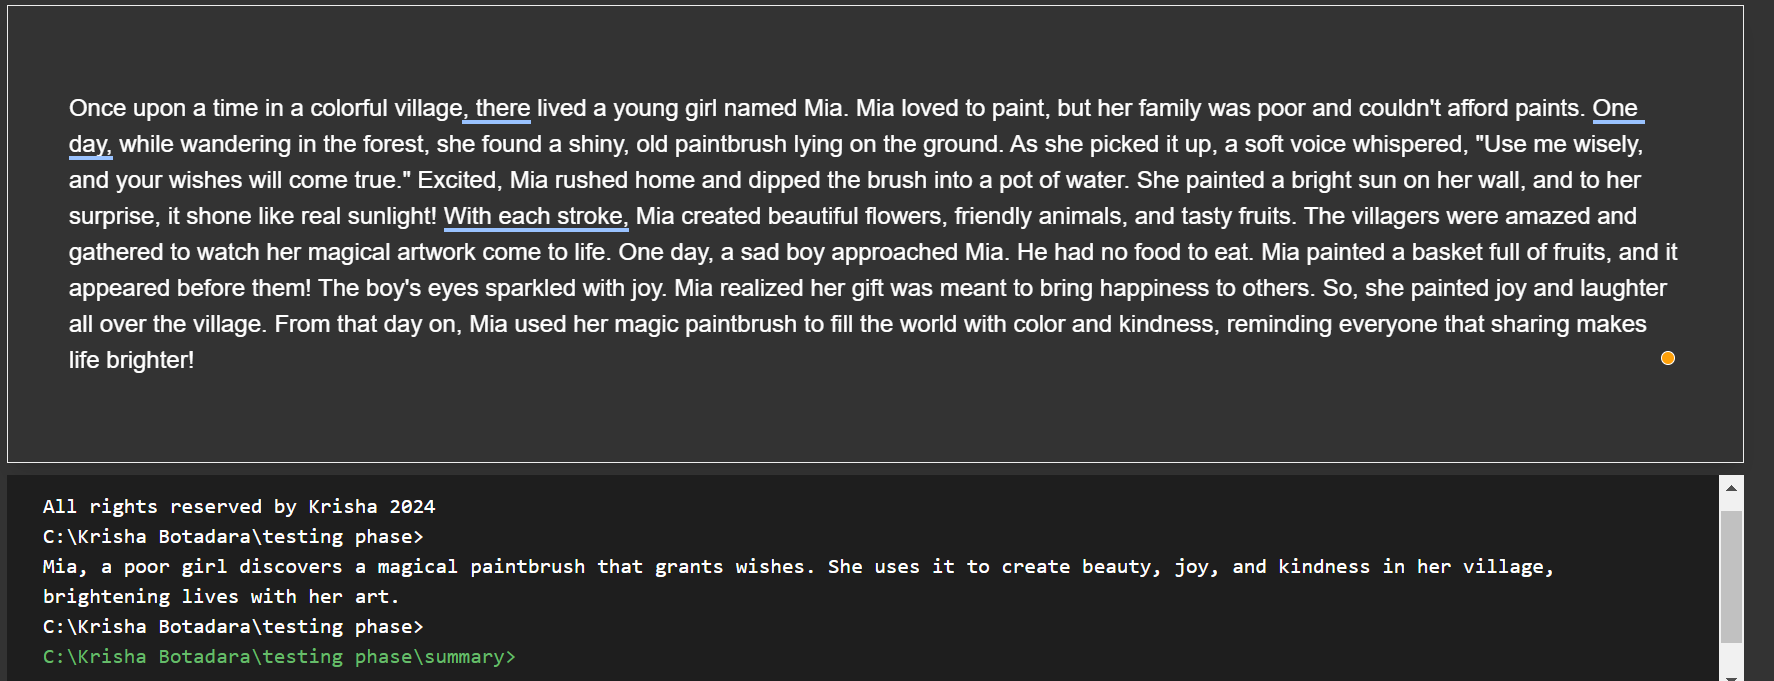 Once upon a time in a colorful village, there lived a young girl named Mia. Mia loved to paint, but her family was poor and couldn't afford paints. One
day, while wandering in the forest, she found a shiny, old paintbrush lying on the ground. As she picked it up, a soft voice whispered, "Use me wisely,
and your wishes will come true." Excited, Mia rushed home and dipped the brush into a pot of water. She painted a bright sun on her wall, and to her
surprise, it shone like real sunlight! With each stroke, Mia created beautiful flowers, friendly animals, and tasty fruits. The villagers were amazed and
gathered to watch her magical artwork come to life. One day, a sad boy approached Mia. He had no food to eat. Mia painted a basket full of fruits, and it
appeared before them! The boy's eyes sparkled with joy. Mia realized her gift was meant to bring happiness to others. So, she painted joy and laughter
all over the village. From that day on, Mia used her magic paintbrush to fill the world with color and kindness, reminding everyone that sharing makes
life brighter!
All rights reserved by Krisha 2024
C:\Krisha Botadara\testing phase>
Mia, a poor girl discovers a magical paintbrush that grants wishes. She uses it to create beauty, joy, and kindness in her village,
brightening lives with her art.
C:\Krisha Botadara\testing phase>
C:\Krisha Botadara\testing phase\summary>